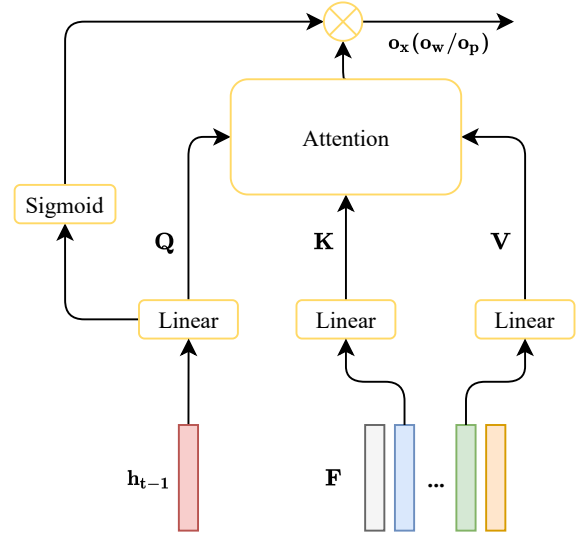 o_x(o_w/o_p)
Attention
Sigmoid
Q
K
V
Linear
Linear
Linear
h_{t−1}
F
...